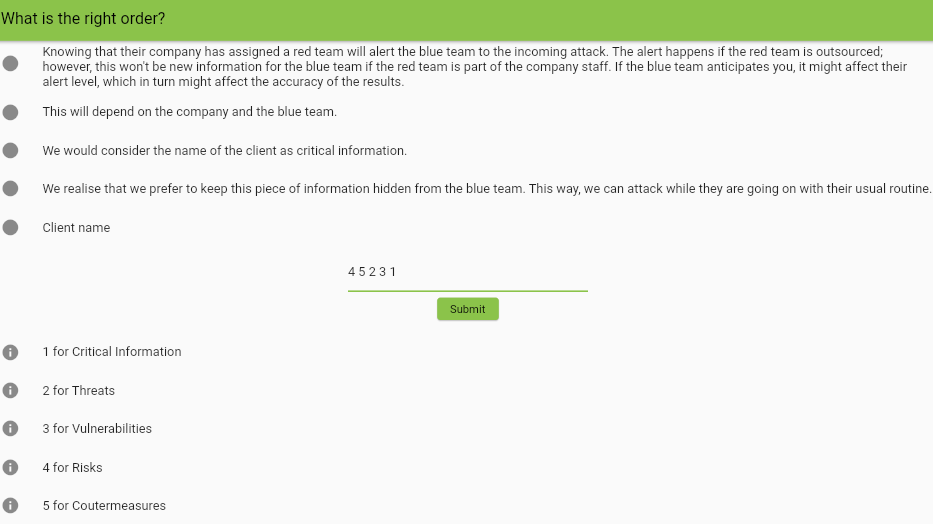 What is the right order?
Knowing that their company has assigned a red team will alert the blue team to the incoming attack. The alert happens if the red team is outsourced;
however, this won't be new information for the blue team if the red team is part of the company staff. If the blue team anticipates you, it might affect their
alert level, which in turn might affect the accuracy of the results.
This will depend on the company and the blue team.
We would consider the name of the client as critical information.
We realise that we prefer to keep this piece of information hidden from the blue team. This way, we can attack while they are going on with their usual routine.
Client name
4 5 2 3 1
Submit
1 for Critical Information
2 for Threats
3 for Vulnerabilities
4 for Risks
5 for Coutermeasures